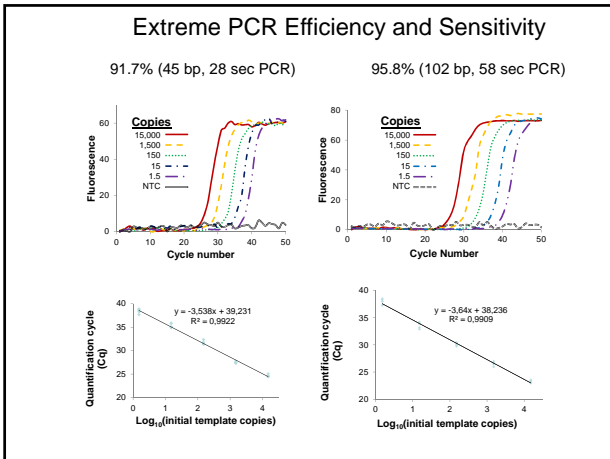 Extreme PCR Efficiency and Sensitivity
91.7% (45 bp, 28 sec PCR)
95.8% (102 bp, 58 sec PCR)
Fluorescence
60
40
20
0
Copies
15,000
1,500
150
15
1.5
NTC
0 10 20 30 40 50
Cycle number
Fluorescence
80
60
40
20
0
Copies
15,000
1,500
150
15
1.5
NTC
0 10 20 30 40 50
Cycle Number
Quantification cycle
(Cq)
40
35
30
25
20
y = -3,538x + 39,231
R² = 0,9922
0 1 2 3 4
Log10(initial template copies)
Quantification cycle
(Cq)
40
35
30
25
20
y = -3,64x + 38,236
R² = 0,9909
0 1 2 3 4
Log10(initial template copies)